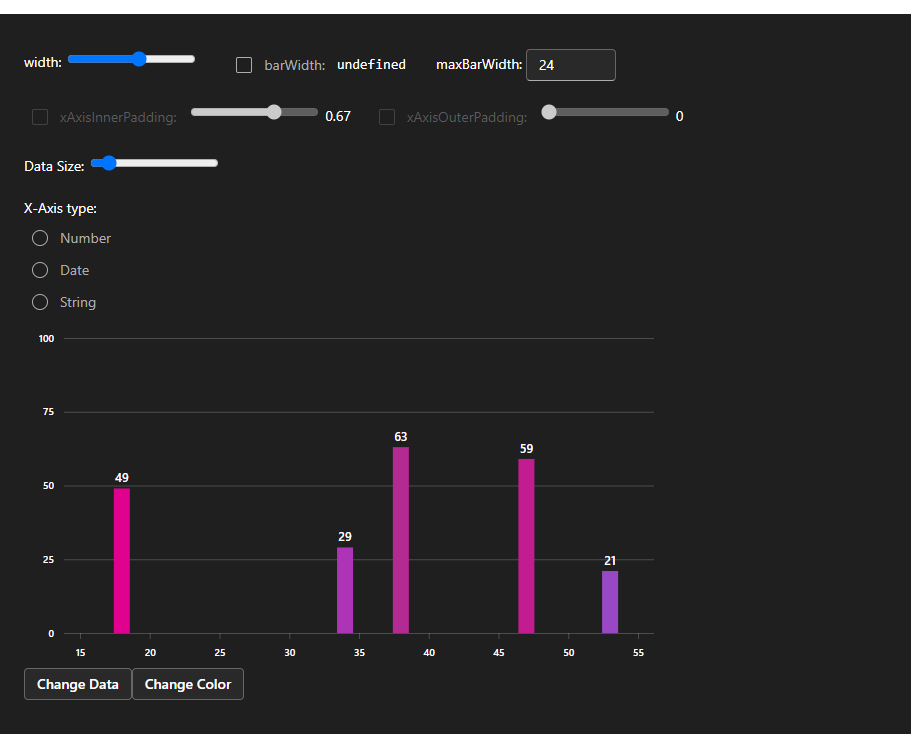 width: barWidth: undefined maxBarWidth: 24
xAxisInnerPadding: 0.67 xAxisOuterPadding: 0
Data Size:
X-Axis type:
Number
Date
String
100
75
63
59
49
50
29
25
21
0
15 20 25 30 35 40 45 50 55
Change Data Change Color